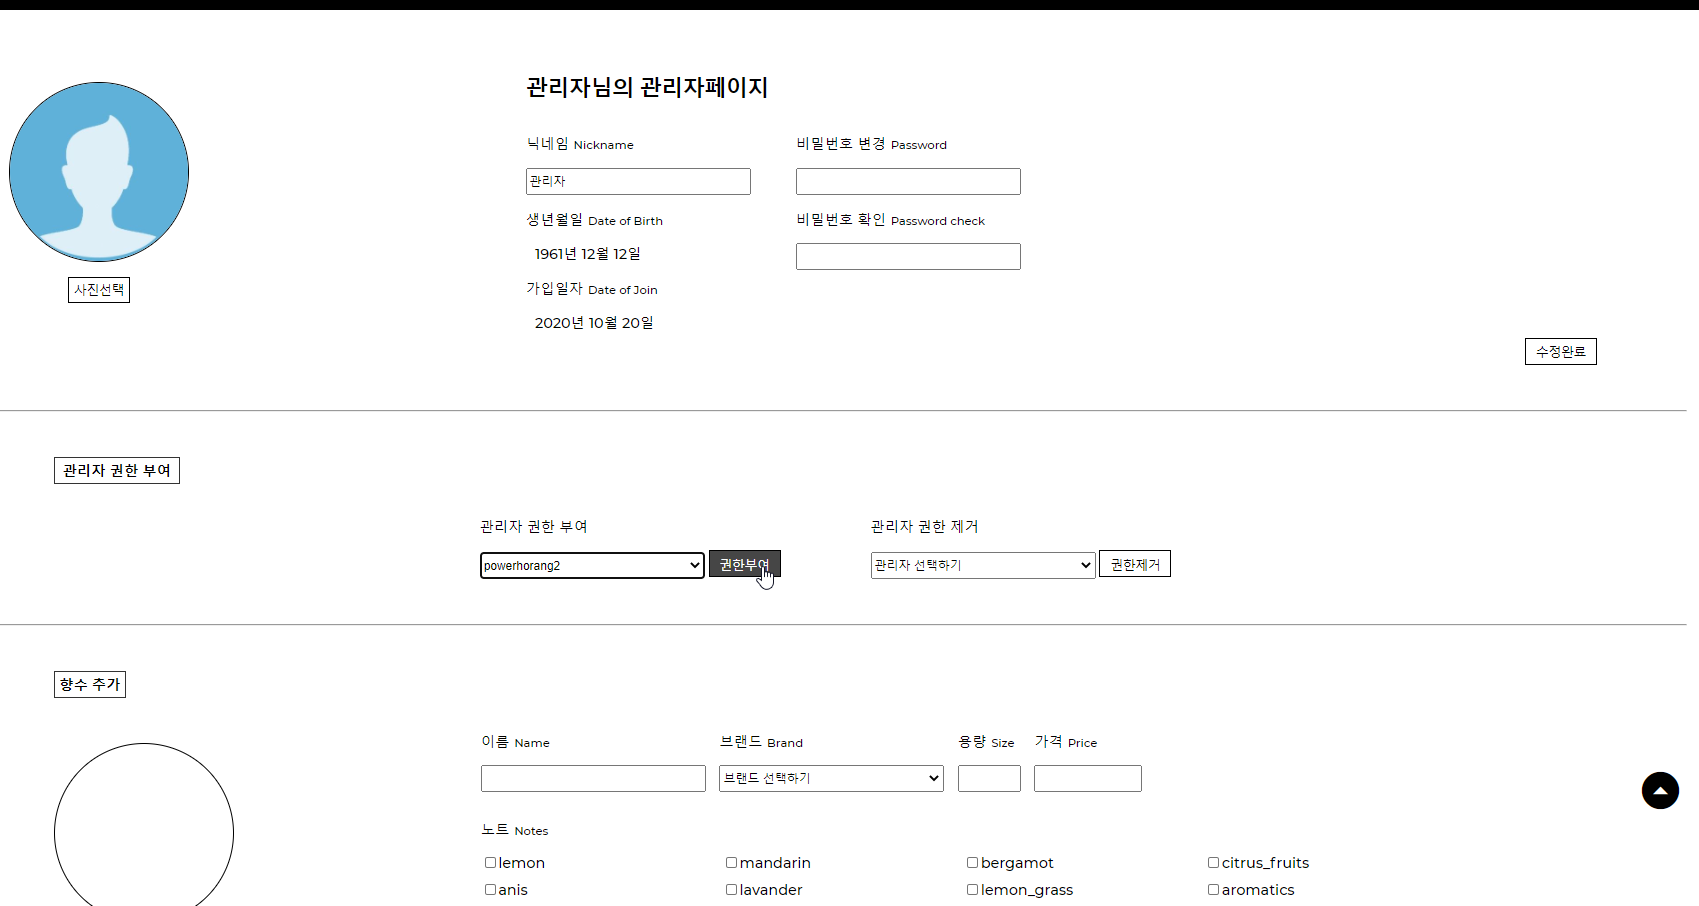 관리자님의 관리자페이지
닉네임 Nickname
비밀번호 변경 Password
관리자
생년월일 Date of Birth
비밀번호 확인 Password check
1961년 12월 12일
가입일자 Date of Join
2020년 10월 20일
사진선택
수정완료
관리자 권한 부여
관리자 권한 부여
관리자 권한 제거
powerhorang2
권한부여
관리자 선택하기
권한제거
향수 추가
이름 Name
브랜드 Brand
용량 Size
가격 Price
브랜드 선택하기
노트 Notes
lemon
mandarin
bergamot
citrus_fruits
anis
lavander
lemon_grass
aromatics